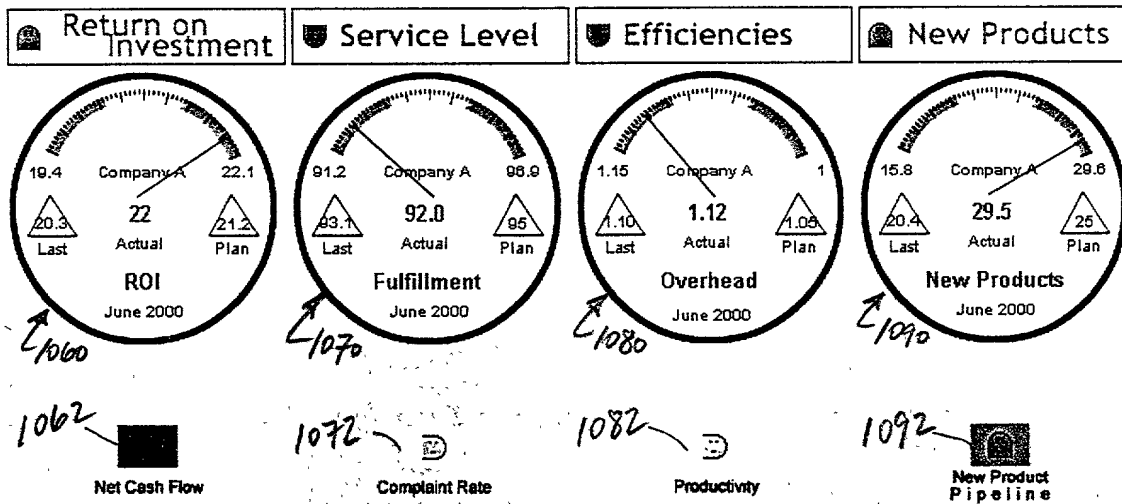 Return on
Investment
Service Level
Efficiencies
New Products
19.4 Company A 22.1
20.3 22 21.2
Last Actual Plan
ROI
June 2000
1060
91.2 Company A 96.9
93.1 92.0 95
Last Actual Plan
Fulfillment
June 2000
1070
1.15 Company A 1
1.10 1.12 1.05
Last Actual Plan
Overhead
June 2000
1080
15.8 Company A 29.6
20.4 29.5 25
Last Actual Plan
New Products
June 2000
1090
1062
Net Cash Flow
1072
Complaint Rate
1082
Productivity
1092
New Product
Pipeline